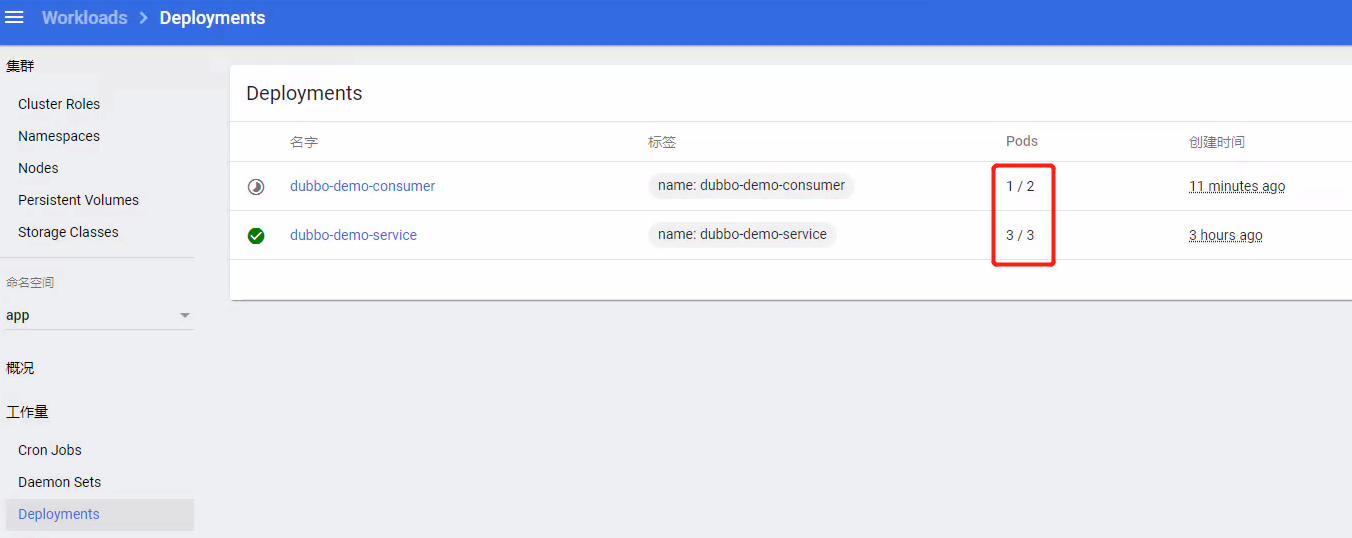 Workloads > Deployments
集群
Cluster Roles
Namespaces
Nodes
Persistent Volumes
Storage Classes
命名空间
app
概况
工作量
Cron Jobs
Daemon Sets
Deployments
Deployments
名字 标签 Pods 创建时间
dubbo-demo-consumer name: dubbo-demo-consumer 1 / 2 11 minutes ago
dubbo-demo-service name: dubbo-demo-service 3 / 3 3 hours ago